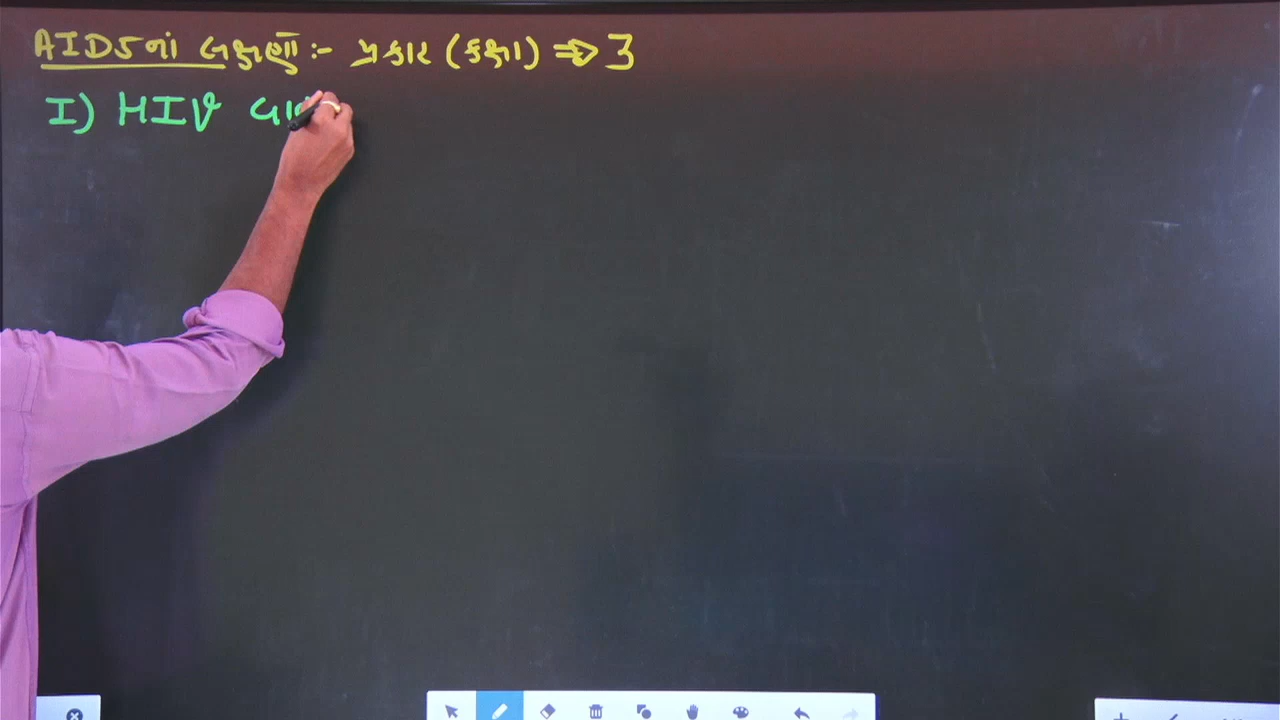 AIDSનાં લક્ષણો :- પ્રકાર (કક્ષા) ⇒ 3
I) HIV